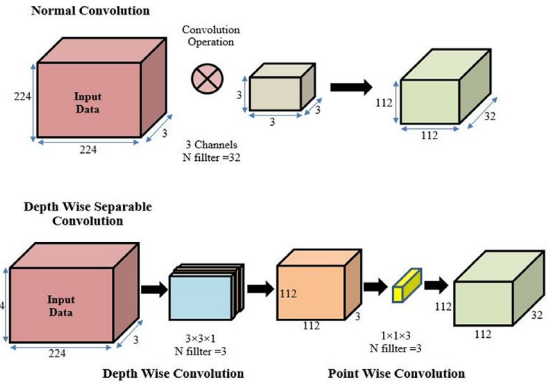 Normal Convolution
Convolution
Operation
224
Input
Data
224
3
3
3
3
3 Channels
N fillter =32
112
112
32
Depth Wise Separable
Convolution
4
Input
Data
224
3
3×3×1
N fillter =3
112
112
3
1×1×3
N fillter =3
112
112
32
Depth Wise Convolution
Point Wise Convolution